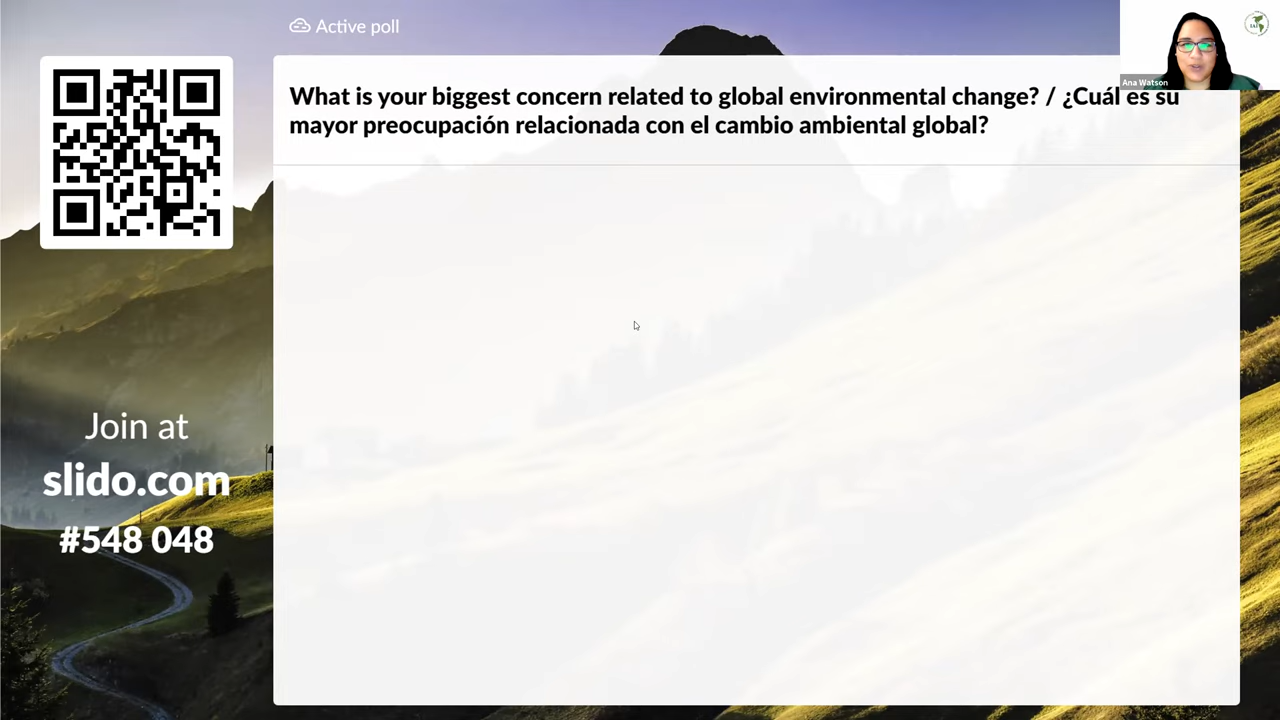 Active poll
What is your biggest concern related to global environmental change? / ¿Cuál es su
mayor preocupación relacionada con el cambio ambiental global?
Ana Watson
IAI
Join at
slido.com
#548 048